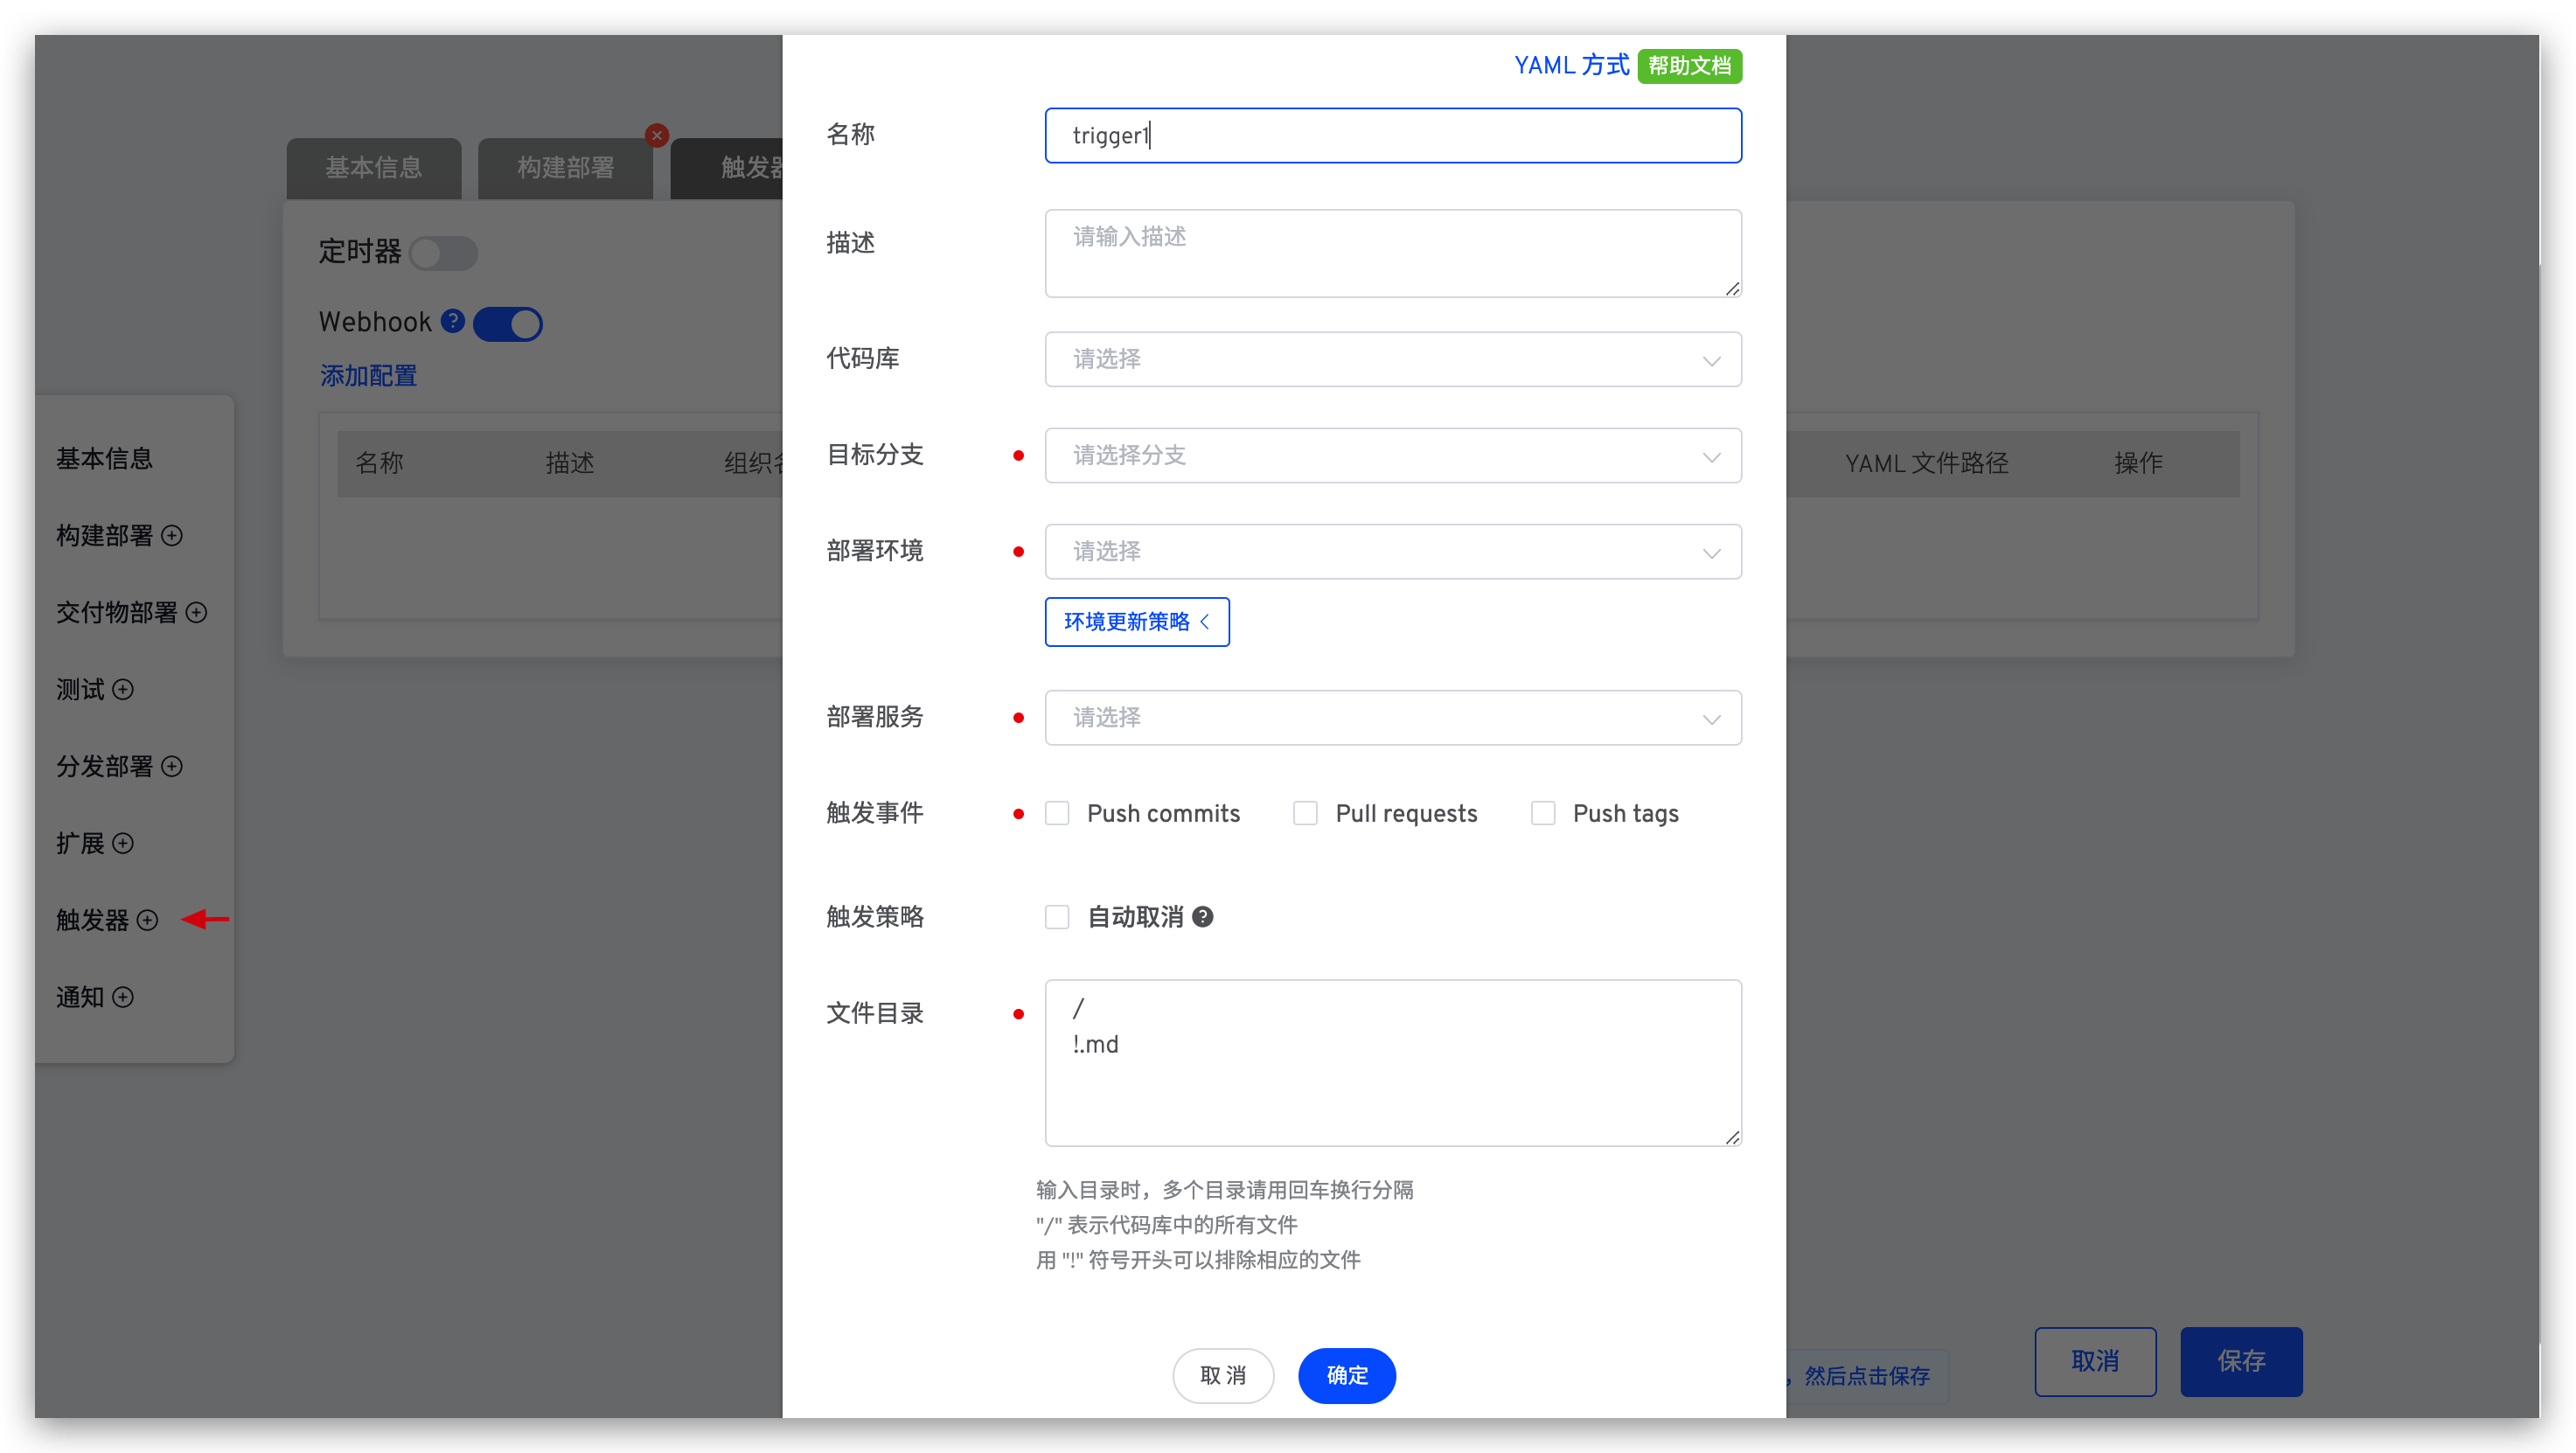 YAML 方式 帮助文档
名称
trigger1
描述
请输入描述
代码库
请选择
目标分支
请选择分支
部署环境
请选择
环境更新策略
部署服务
请选择
触发事件
Push commits
Pull requests
Push tags
触发策略
自动取消
文件目录
/
!.md
输入目录时，多个目录请用回车换行分隔
"/" 表示代码库中的所有文件
用 "!" 符号开头可以排除相应的文件
取 消
确定
基本信息
构建部署
触发器
定时器
Webhook
添加配置
名称
描述
组织名
YAML 文件路径
操作
基本信息
构建部署
交付物部署
测试
分发部署
扩展
触发器
通知
，然后点击保存
取消
保存